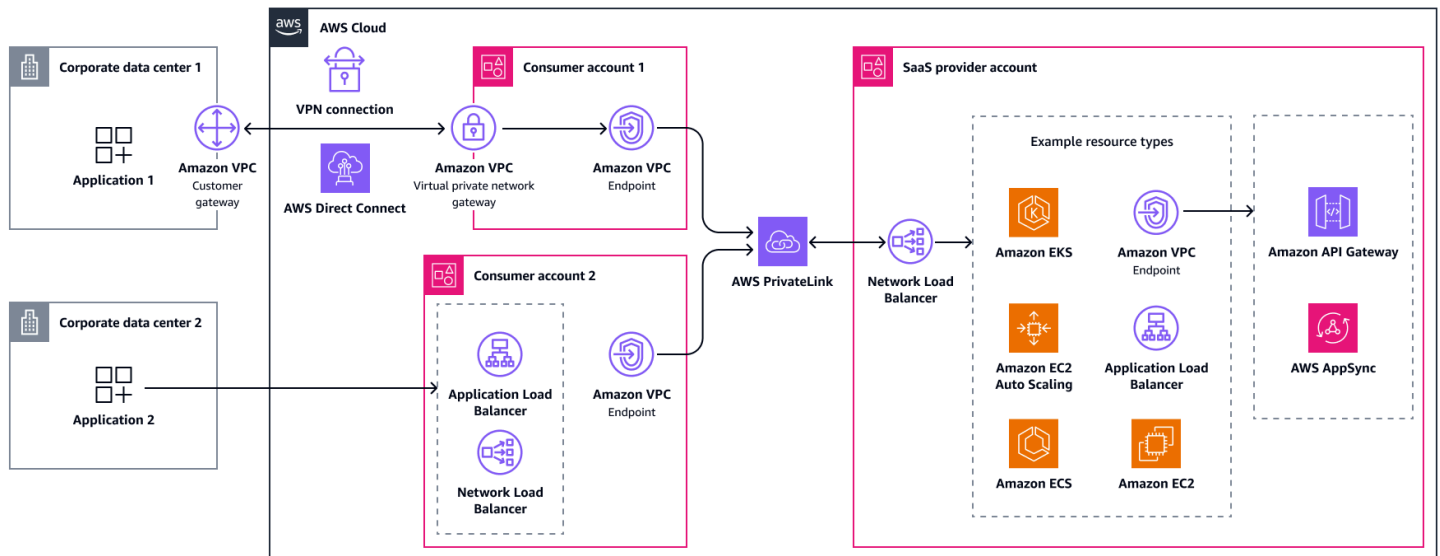 aws
AWS Cloud
Corporate data center 1
Application 1
Amazon VPC
Customer
gateway
VPN connection
AWS Direct Connect
Consumer account 1
Amazon VPC
Virtual private network
gateway
Amazon VPC
Endpoint
Corporate data center 2
Application 2
Consumer account 2
Application Load
Balancer
Network Load
Balancer
Amazon VPC
Endpoint
AWS PrivateLink
SaaS provider account
Network Load
Balancer
Example resource types
K
Amazon EKS
Amazon VPC
Endpoint
Amazon EC2
Auto Scaling
Application Load
Balancer
Amazon ECS
Amazon EC2
</>
Amazon API Gateway
AWS AppSync